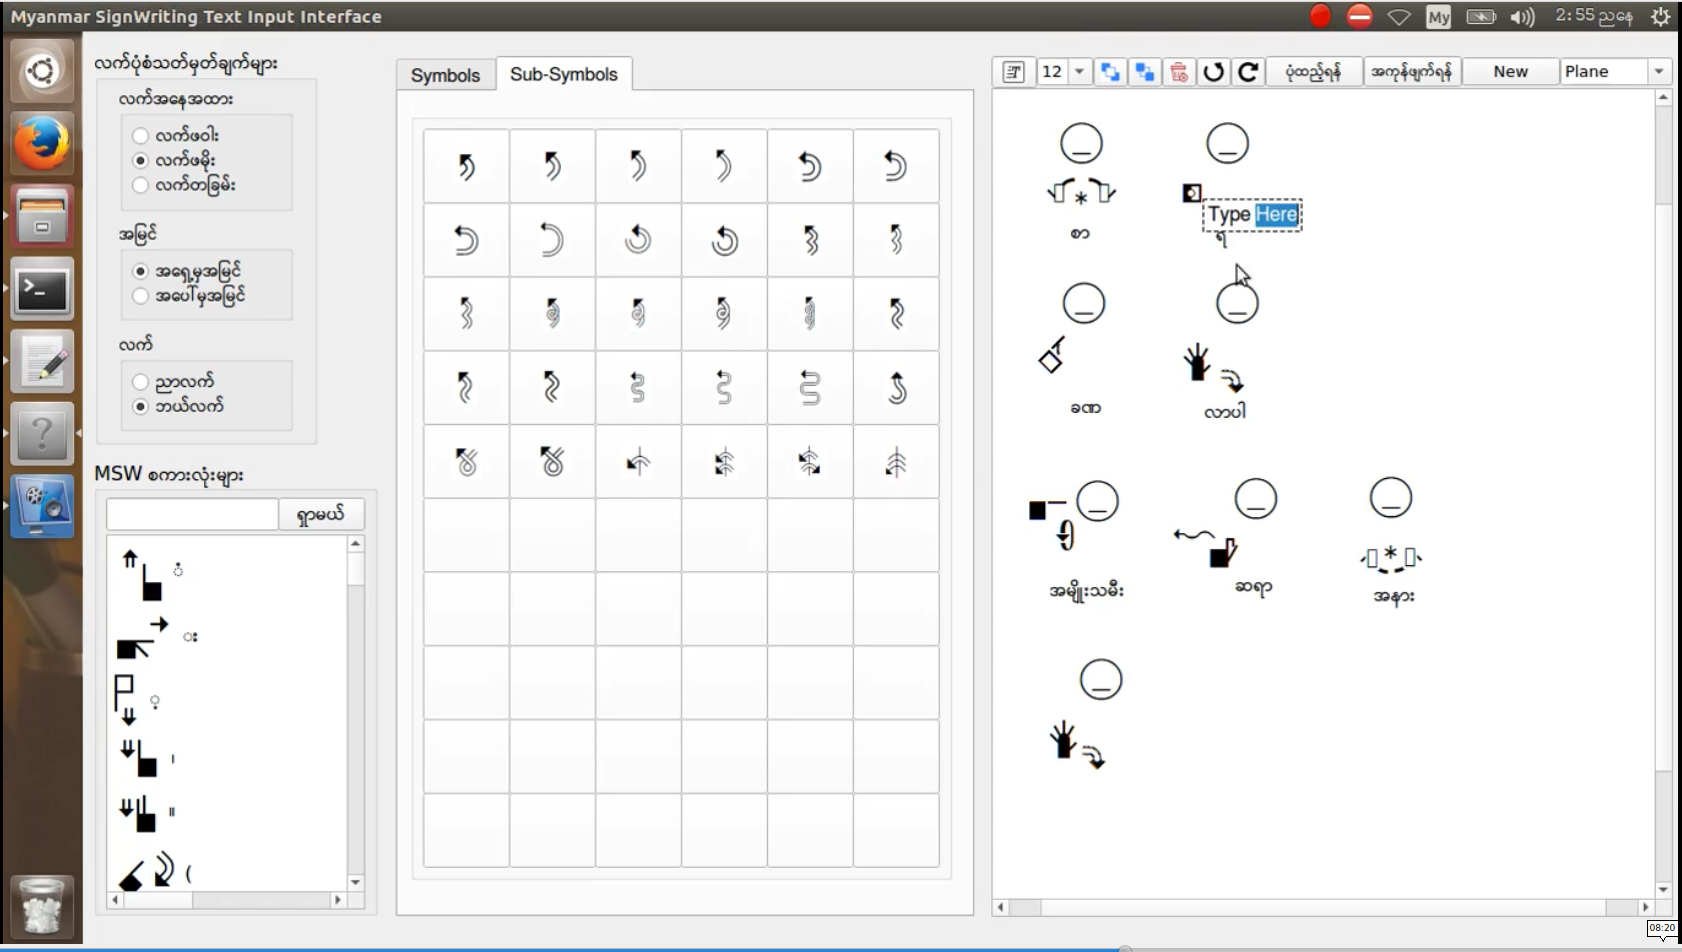 Myanmar SignWriting Text Input Interface
My
2:55 ညနေ
လက်ပုံစံသတ်မှတ်ချက်များ
လက်အနေအထား
လက်ဖဝါး
လက်ဖမိုး
လက်တခြမ်း
အမြင်
အရှေ့မှအမြင်
အပေါ်မှအမြင်
လက်
ညာလက်
ဘယ်လက်
MSW စကားလုံးများ
ရှာမယ်
ံ
း
့
၊
။
(
Symbols
Sub-Symbols
12
ပုံထည့်ရန်
အကုန်ဖျက်ရန်
New
Plane
Type Here
စာ
ရဲ
ခဏ
လာပါ
အမျိုးသမီး
ဆရာ
အနား
08:20